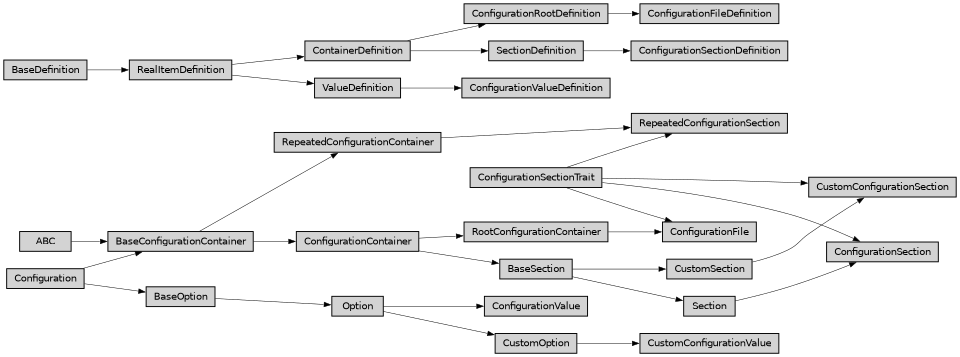 ConfigurationRootDefinition
ConfigurationFileDefinition
ContainerDefinition
SectionDefinition
ConfigurationSectionDefinition
BaseDefinition
RealItemDefinition
ValueDefinition
ConfigurationValueDefinition
RepeatedConfigurationSection
RepeatedConfigurationContainer
ConfigurationSectionTrait
CustomConfigurationSection
RootConfigurationContainer
ConfigurationFile
ABC
BaseConfigurationContainer
ConfigurationContainer
ConfigurationSection
BaseSection
CustomSection
Configuration
BaseOption
Option
ConfigurationValue
Section
CustomOption
CustomConfigurationValue